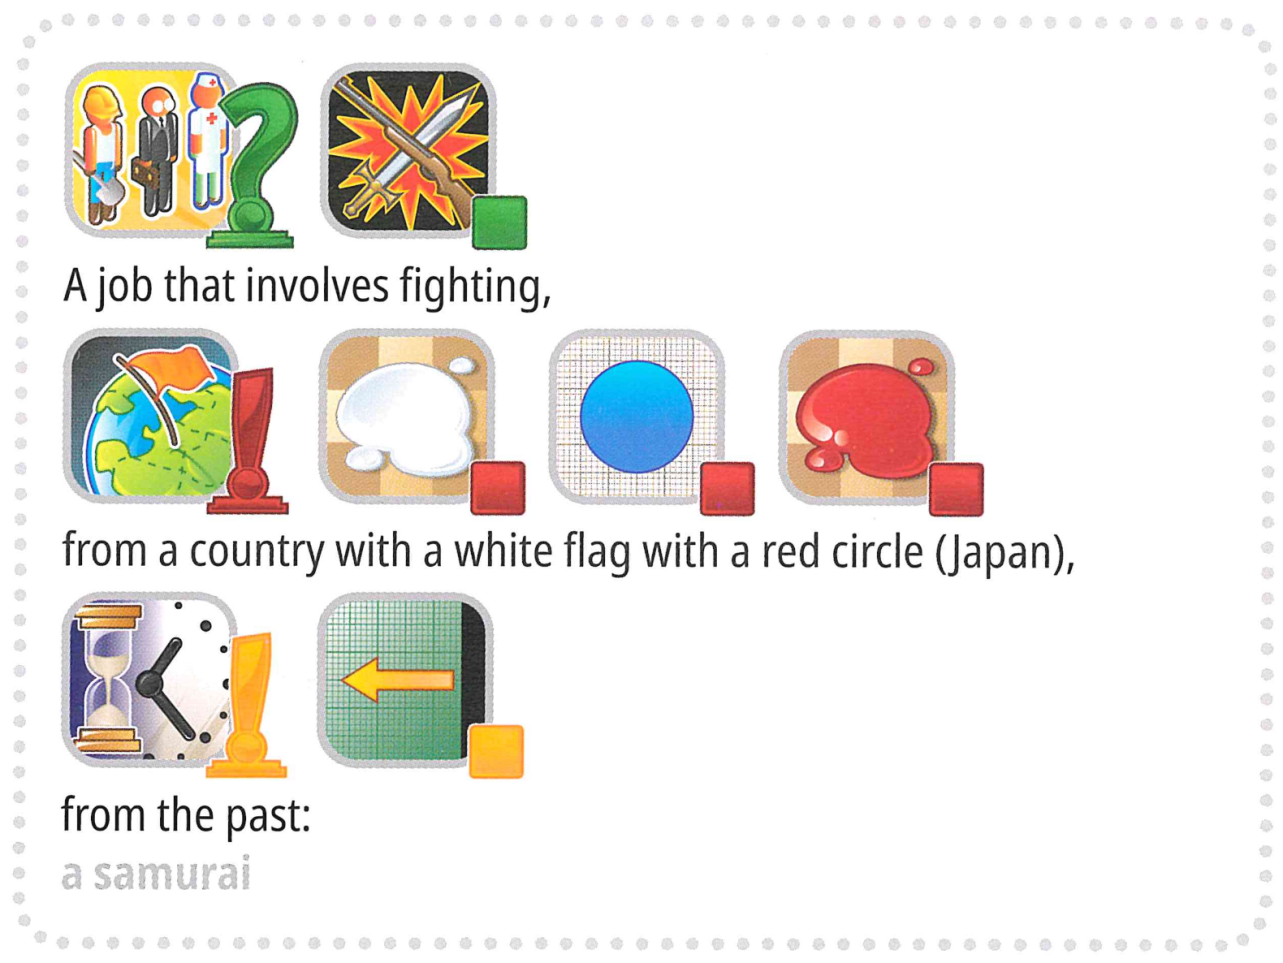 A job that involves fighting,
from a country with a white flag with a red circle (Japan),
from the past:
a samurai